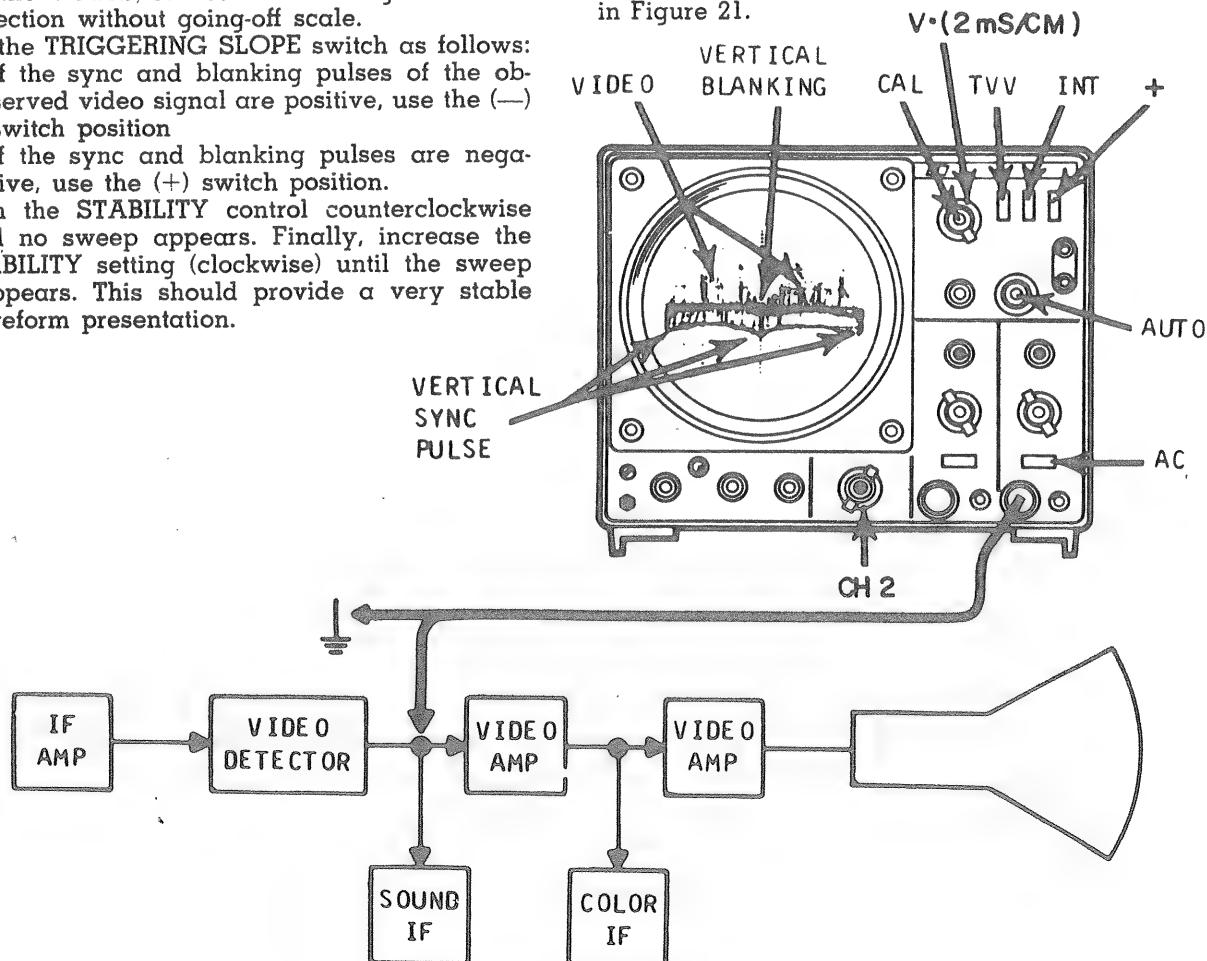 ection without going-off scale.
the TRIGGERING SLOPE switch as follows:
f the sync and blanking pulses of the ob-
served video signal are positive, use the (—)
switch position
f the sync and blanking pulses are nega-
ive, use the (+) switch position.
n the STABILITY control counterclockwise
l no sweep appears. Finally, increase the
ABILITY setting (clockwise) until the sweep
ppears. This should provide a very stable
reform presentation.
in Figure 21.
V•(2mS/CM)
VIDEO
VERTICAL
BLANKING
CAL
TVV
INT
+
AUTO
VERTICAL
SYNC
PULSE
AC
CH 2
IF
AMP
VIDEO
DETECTOR
VIDEO
AMP
VIDEO
AMP
SOUND
IF
COLOR
IF